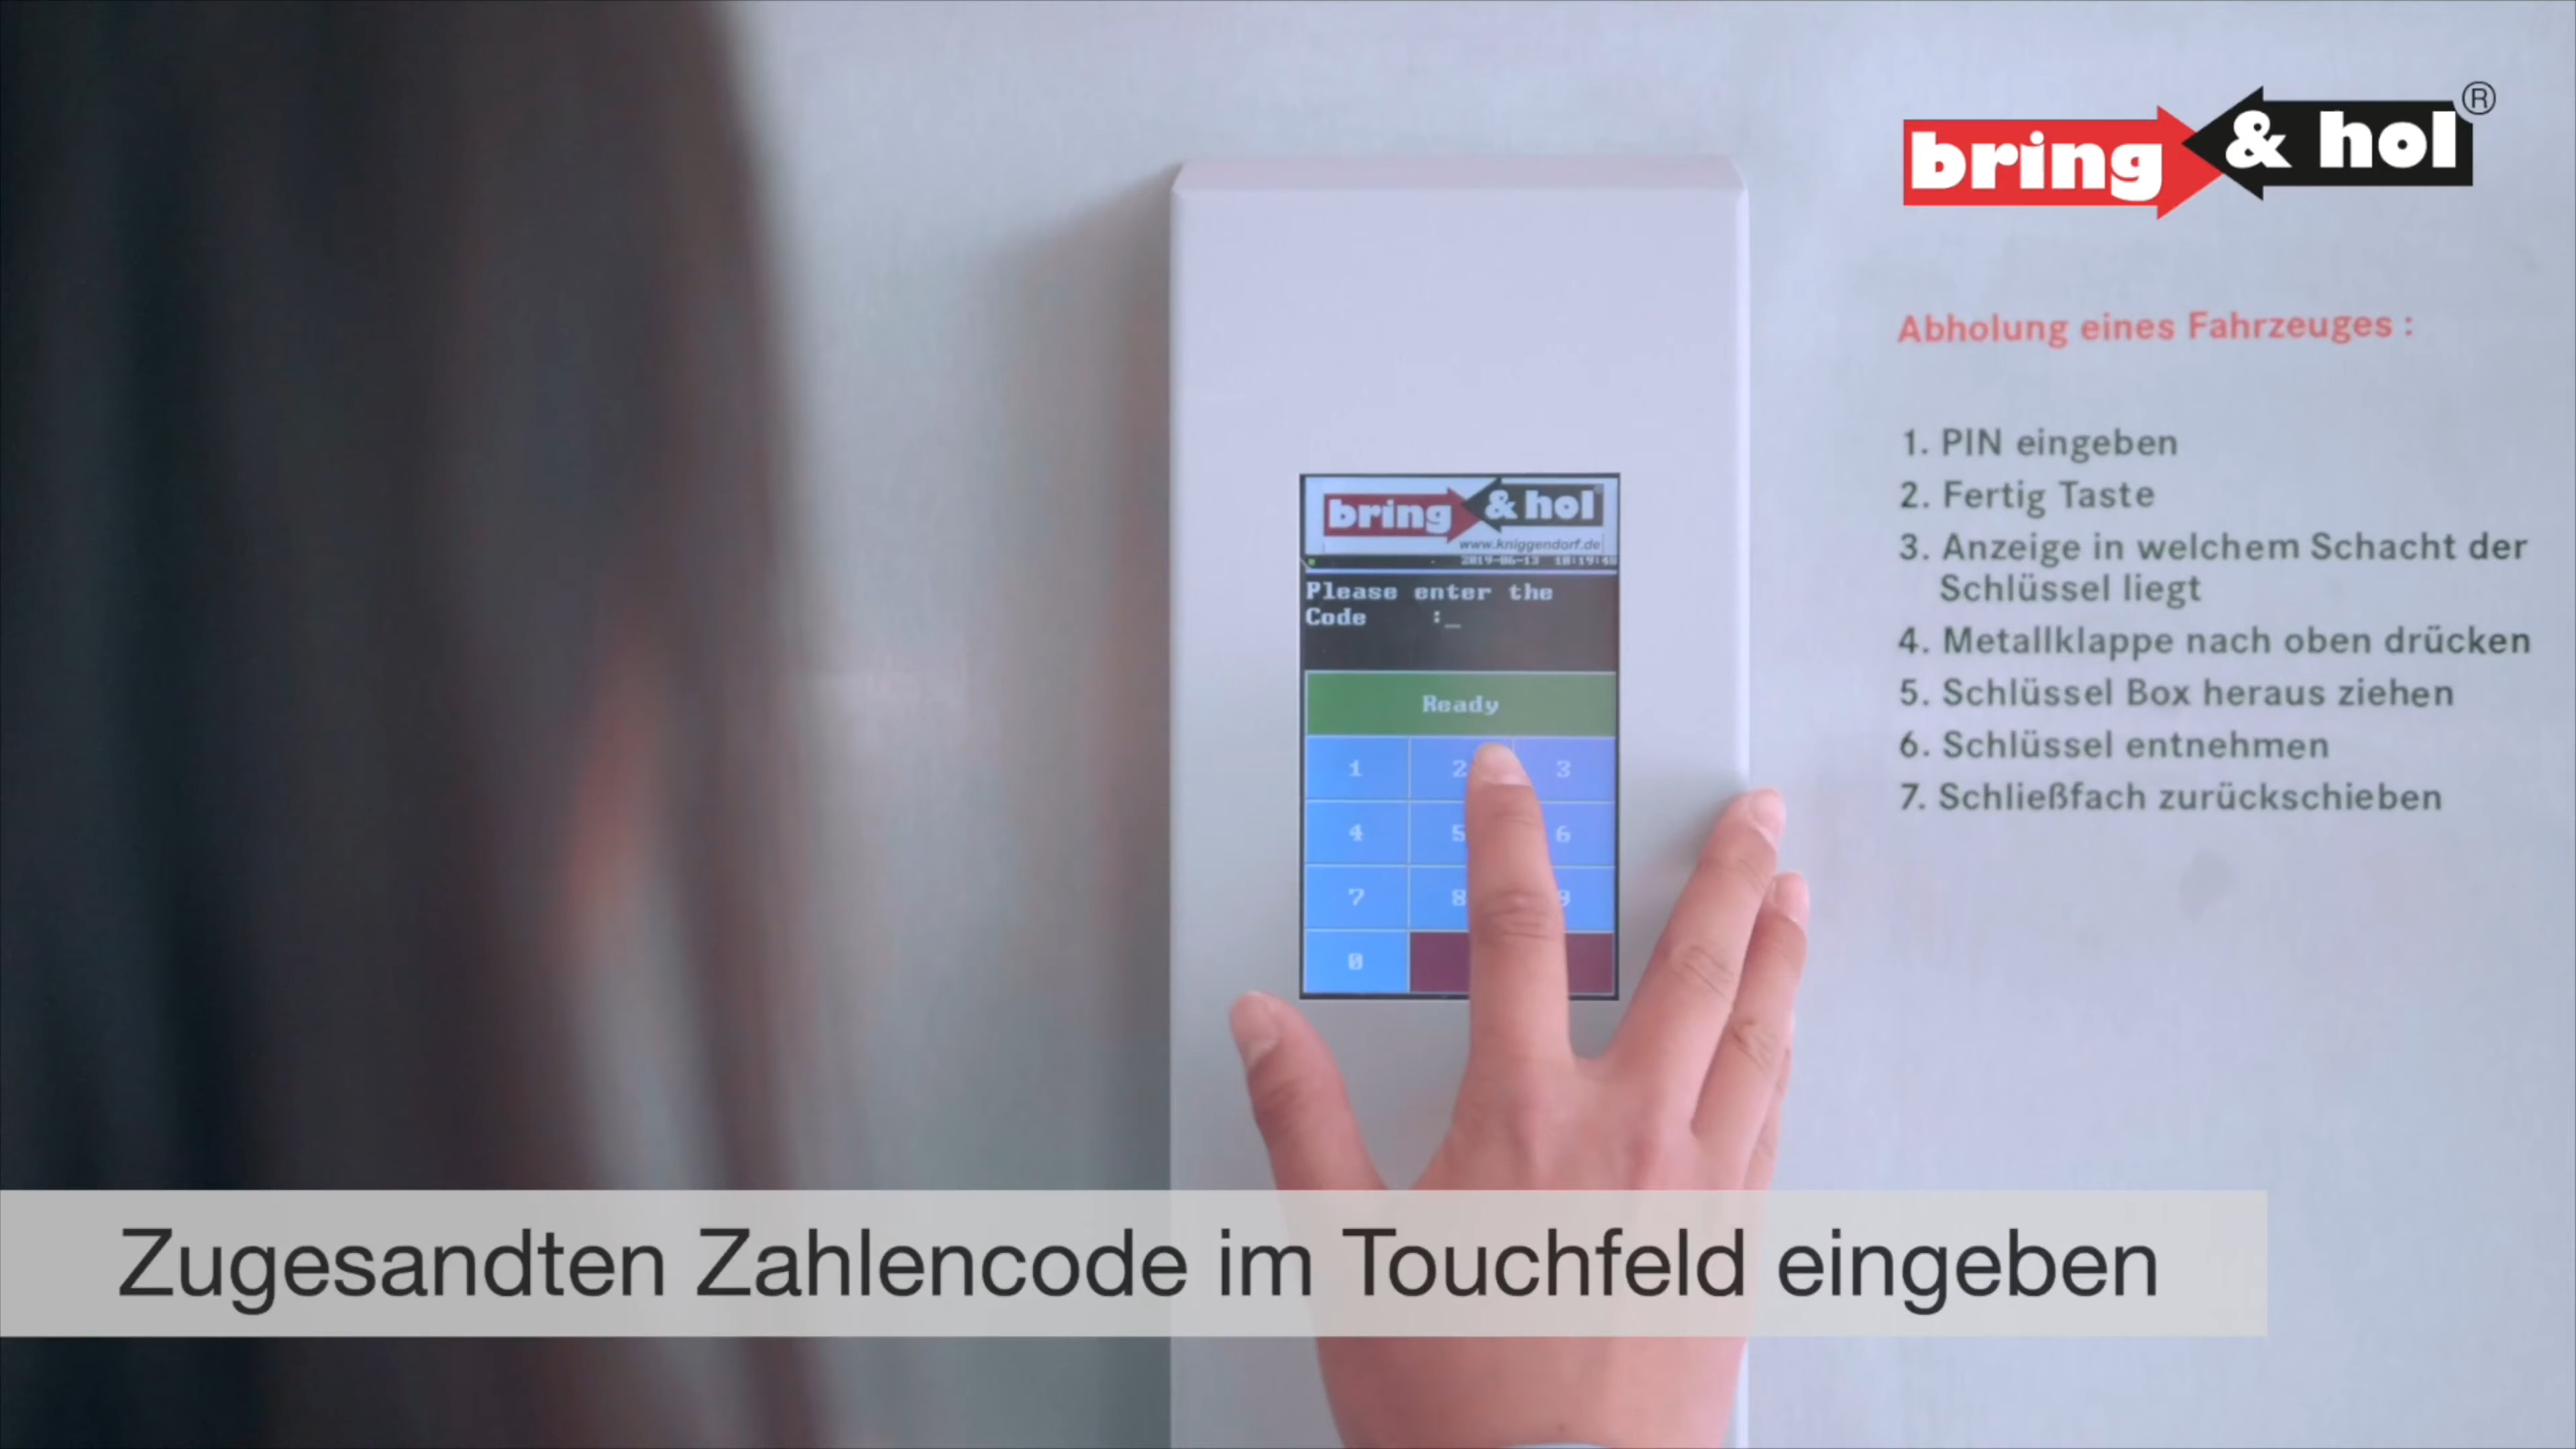 bring & hol ®
Abholung eines Fahrzeuges :
1. PIN eingeben
2. Fertig Taste
3. Anzeige in welchem Schacht der
Schlüssel liegt
4. Metallklappe nach oben drücken
5. Schlüssel Box heraus ziehen
6. Schlüssel entnehmen
7. Schließfach zurückschieben
bring & hol
www.kniggendorf.de
Please enter the
Code :_
Ready
1 2 3
4 5 6
7 8 9
0
Zugesandten Zahlencode im Touchfeld eingeben